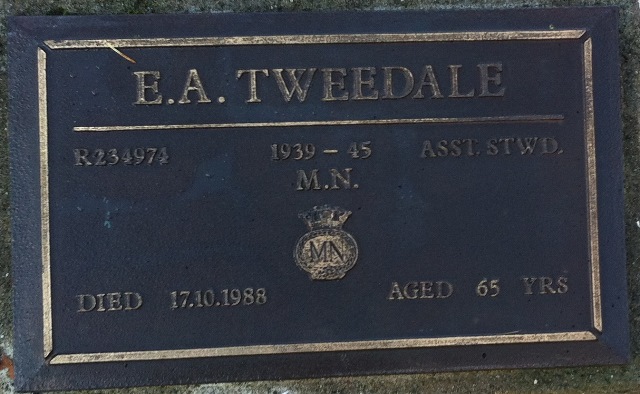 E.A. TWEEDALE
R234974 1939 - 45 ASST. STWD.
M.N.
MN
DIED 17.10.1988 AGED 65 YRS